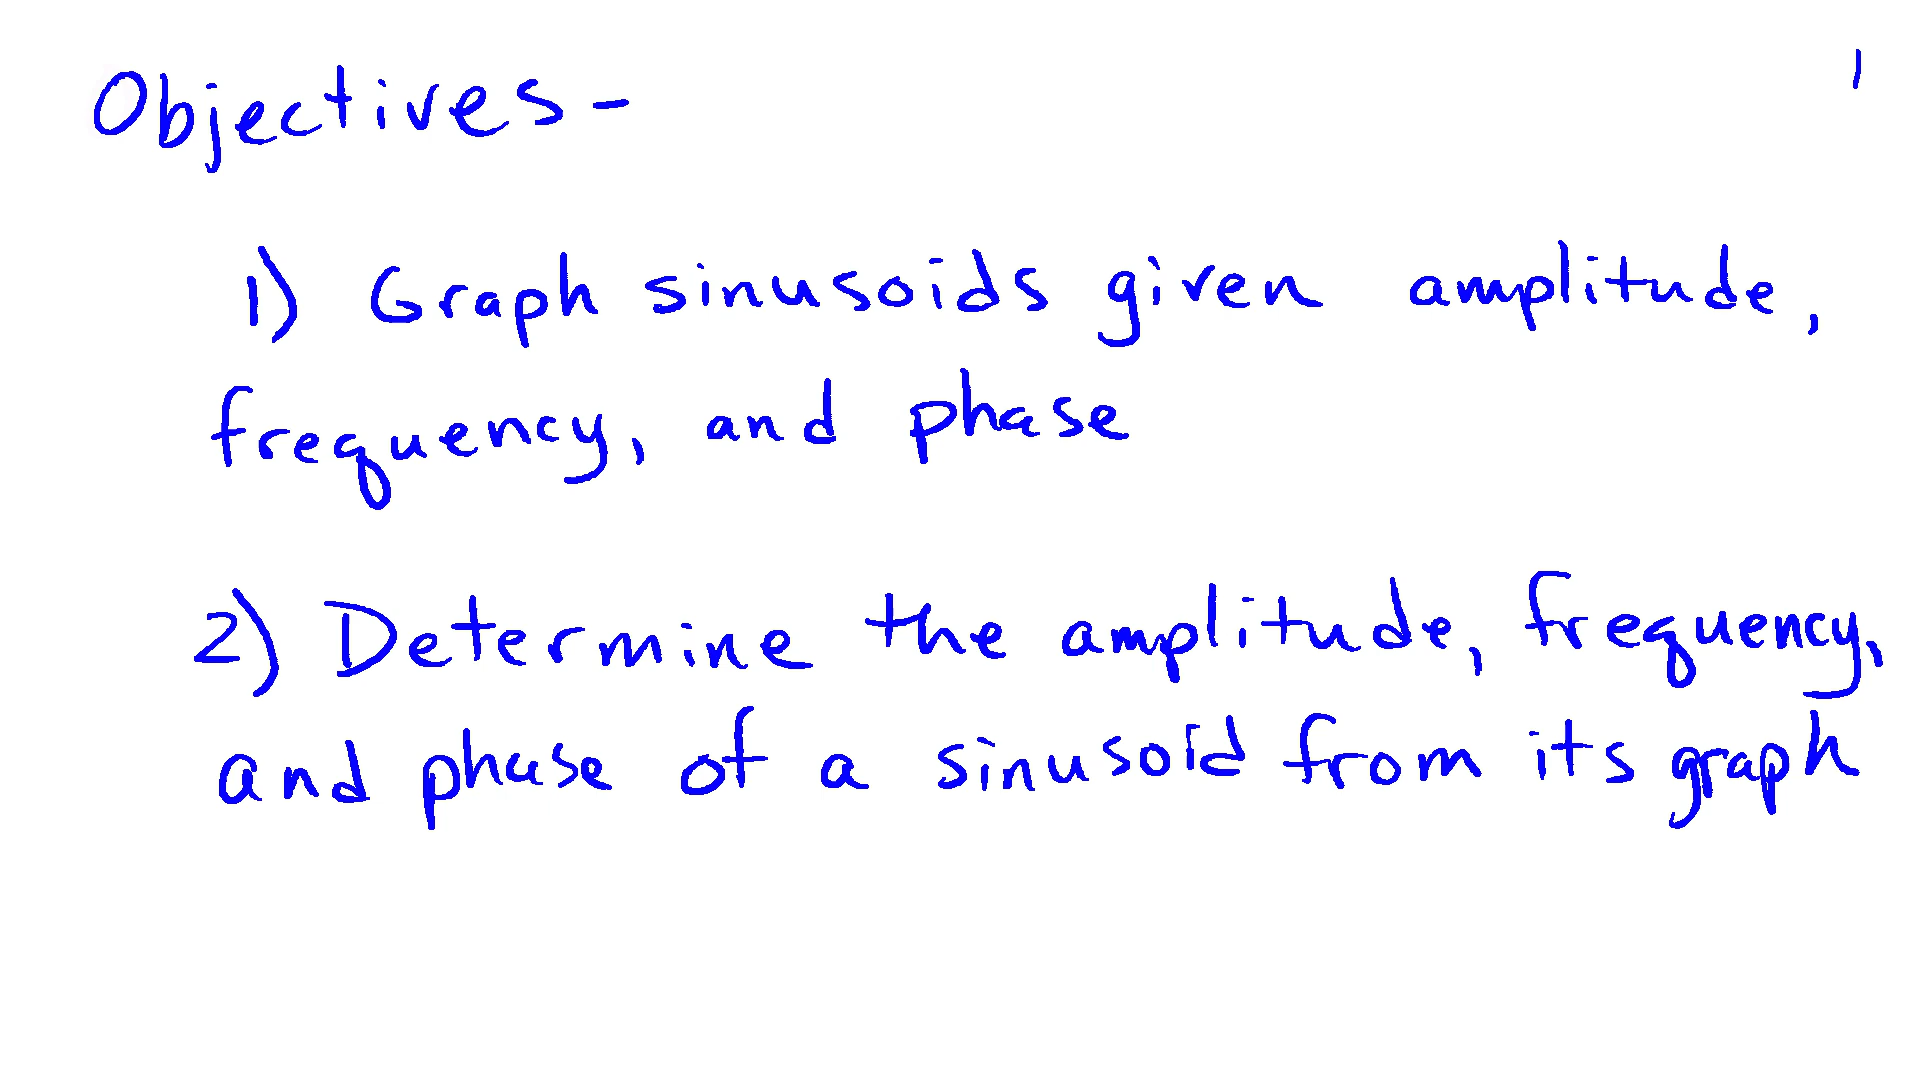 Objectives - 1
1) Graph sinusoids given amplitude,
frequency, and phase
2) Determine the amplitude, frequency,
and phase of a sinusoid from its graph